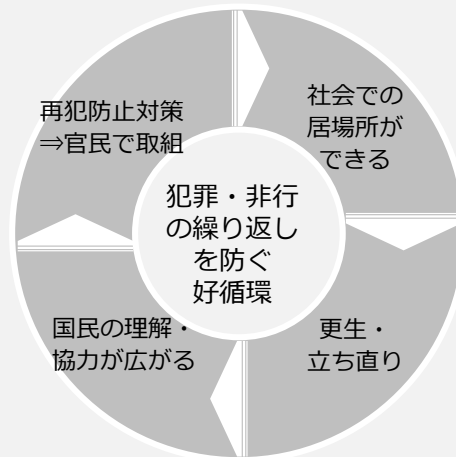 再犯防止対策
⇒官民で取組
社会での
居場所が
できる
犯罪・非行
の繰り返し
を防ぐ
好循環
国民の理解・
協力が広がる
更生・
立ち直り